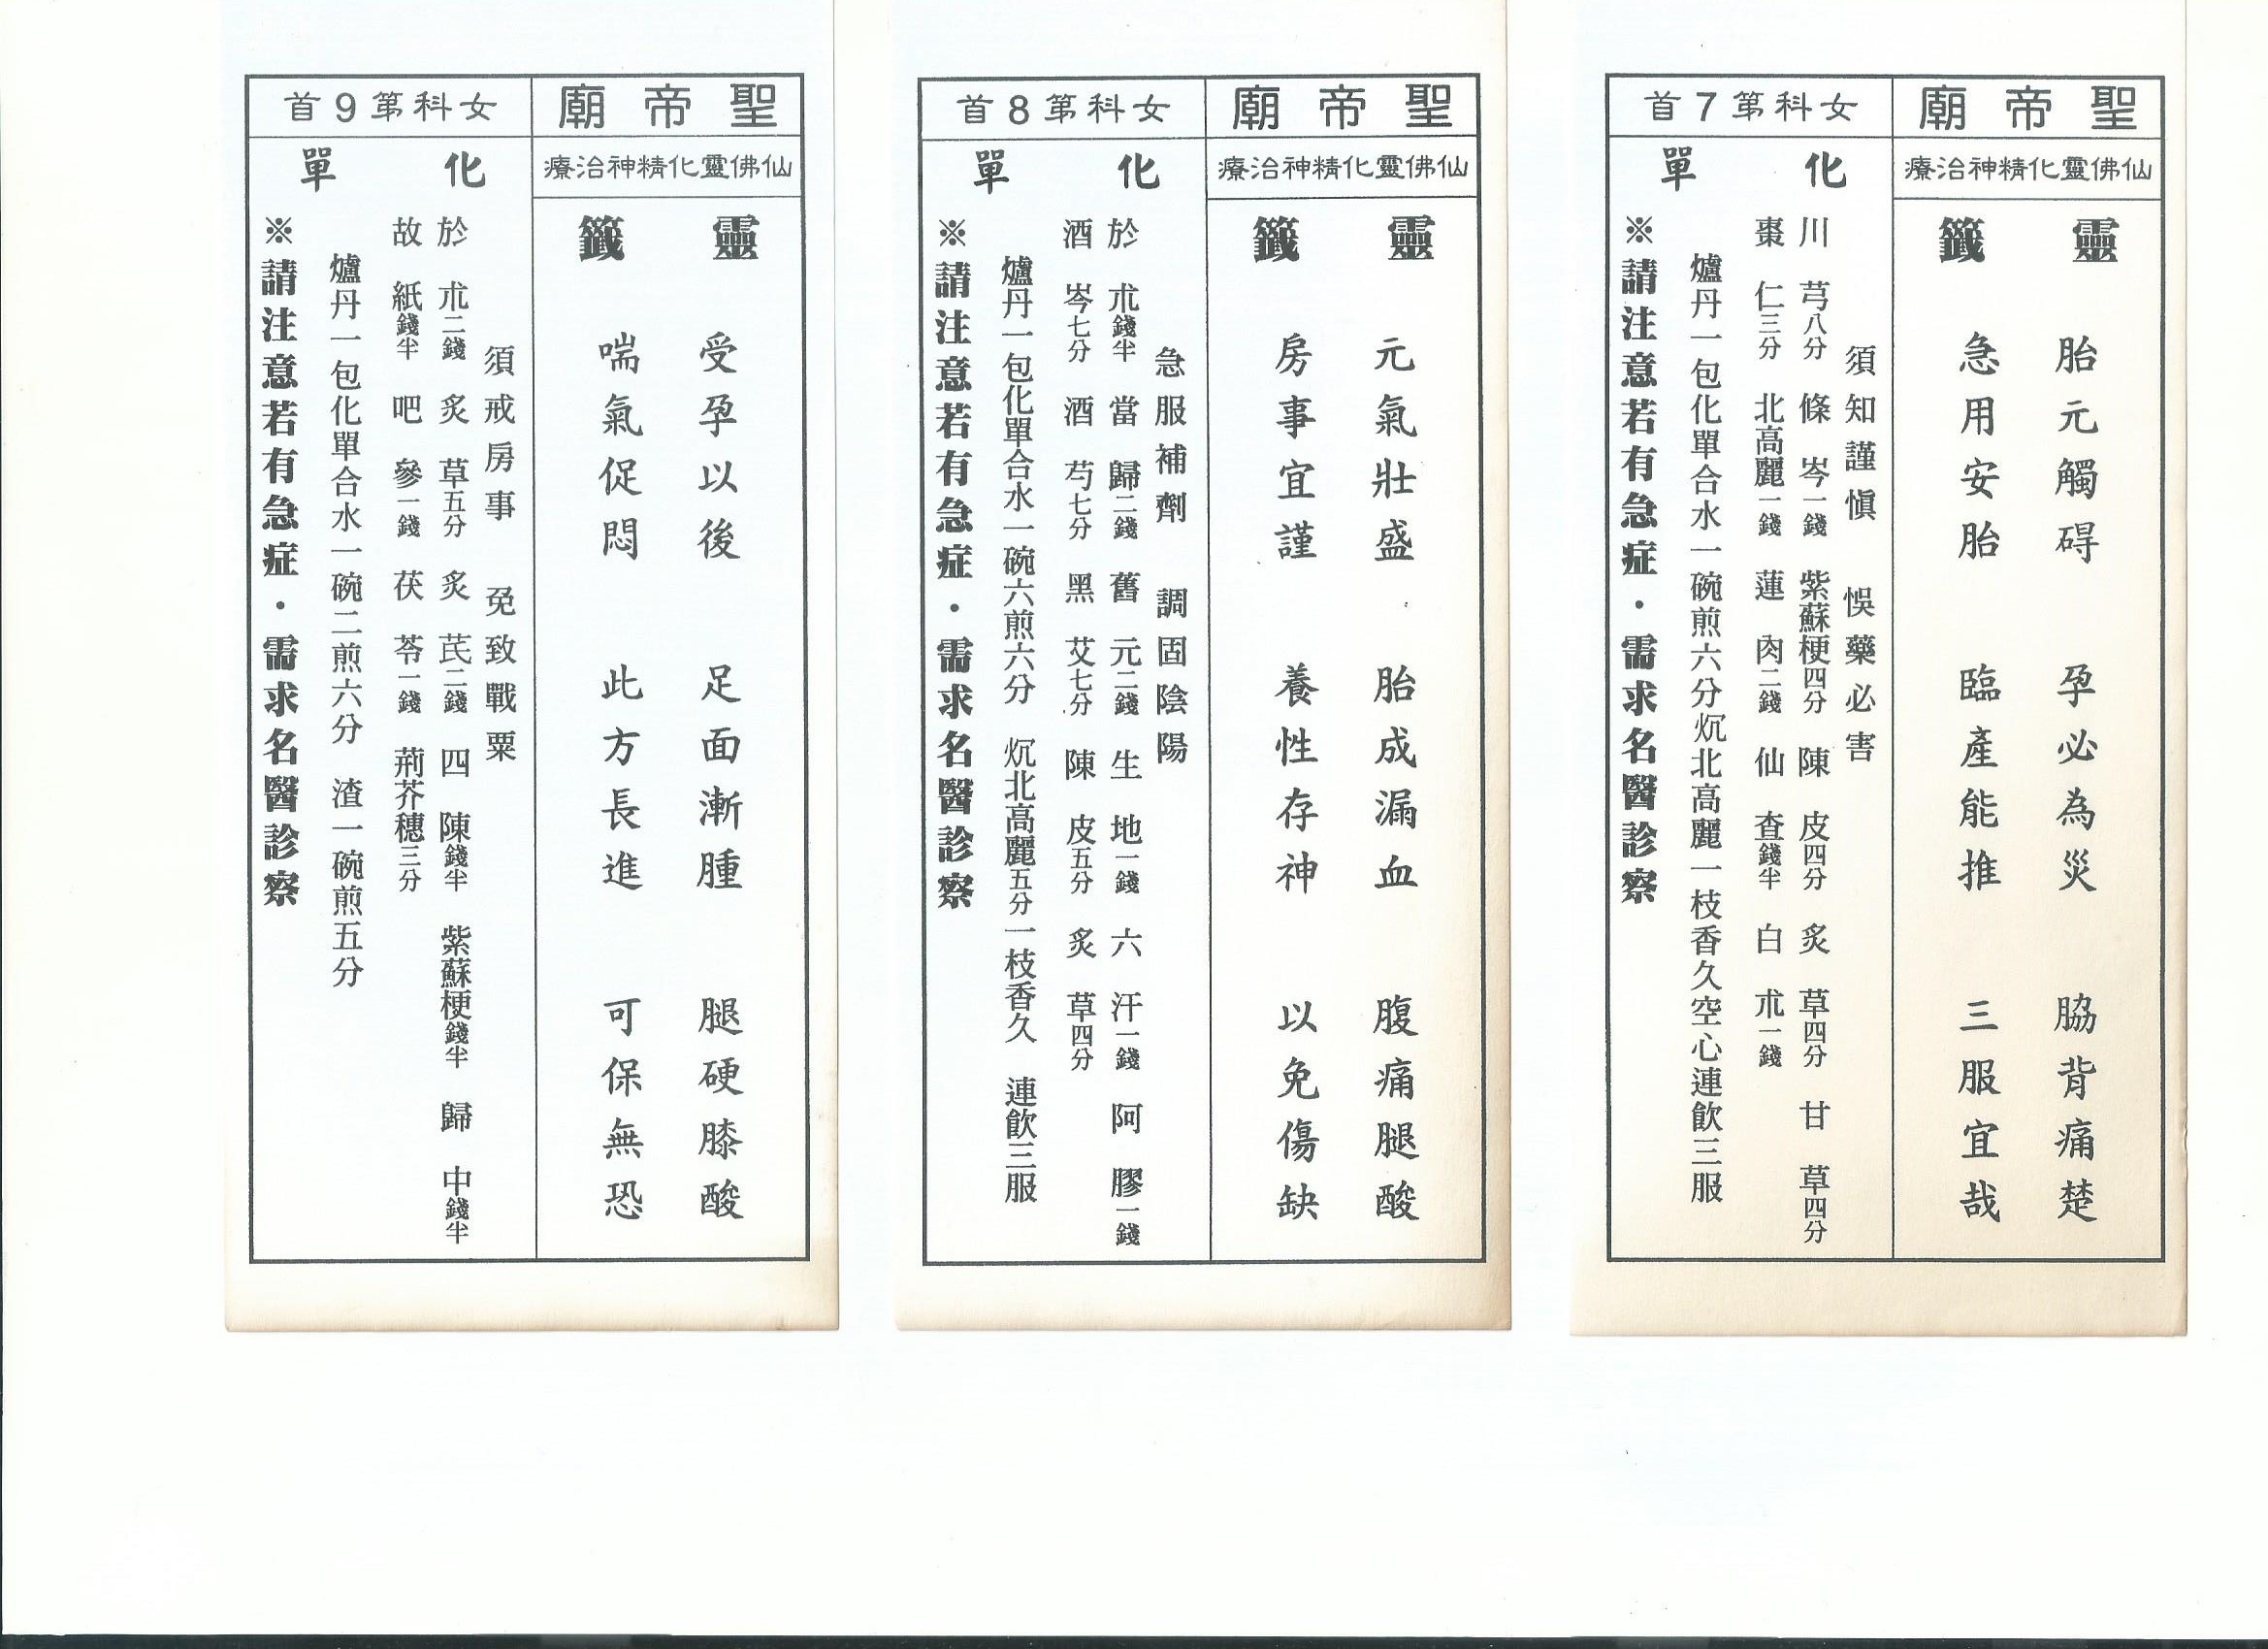 聖帝廟
女科第7首
仙佛靈化精神治療
靈籤
胎元觸碍 孕必為災 脇背痛楚
急用安胎 臨產能推 三服宜哉
化單
須知謹慎 悞藥必害
川芎八分 條岑一錢 紫蘇梗四分 陳皮四分 炙草四分 甘草四分
棗仁三分 北高麗一錢 蓮肉二錢 仙查錢半 白朮一錢
爐丹一包化單合水一碗煎六分炕北高麗一枝香久空心連飲三服
※請注意若有急症．需求名醫診察
聖帝廟
女科第8首
仙佛靈化精神治療
靈籤
元氣壯盛 胎成漏血 腹痛腿酸
房事宜謹 養性存神 以免傷缺
化單
急服補劑 調固陰陽
於朮錢半 當歸二錢 舊元二錢 生地一錢 六汗一錢 阿膠一錢
酒岑七分 酒芍七分 黑艾七分 陳皮五分 炙草四分
爐丹一包化單合水一碗六煎六分 炕北高麗五分一枝香久 連飲三服
※請注意若有急症．需求名醫診察
聖帝廟
女科第9首
仙佛靈化精神治療
靈籤
受孕以後 足面漸腫 腿硬膝酸
喘氣促悶 此方長進 可保無恐
化單
須戒房事 免致戰粟
於朮二錢 炙草五分 炙芪二錢 四陳錢半 紫蘇梗錢半 歸中錢半
故紙錢半 吧參一錢 茯苓一錢 荊芥穗三分
爐丹一包化單合水一碗二煎六分 渣一碗煎五分
※請注意若有急症．需求名醫診察